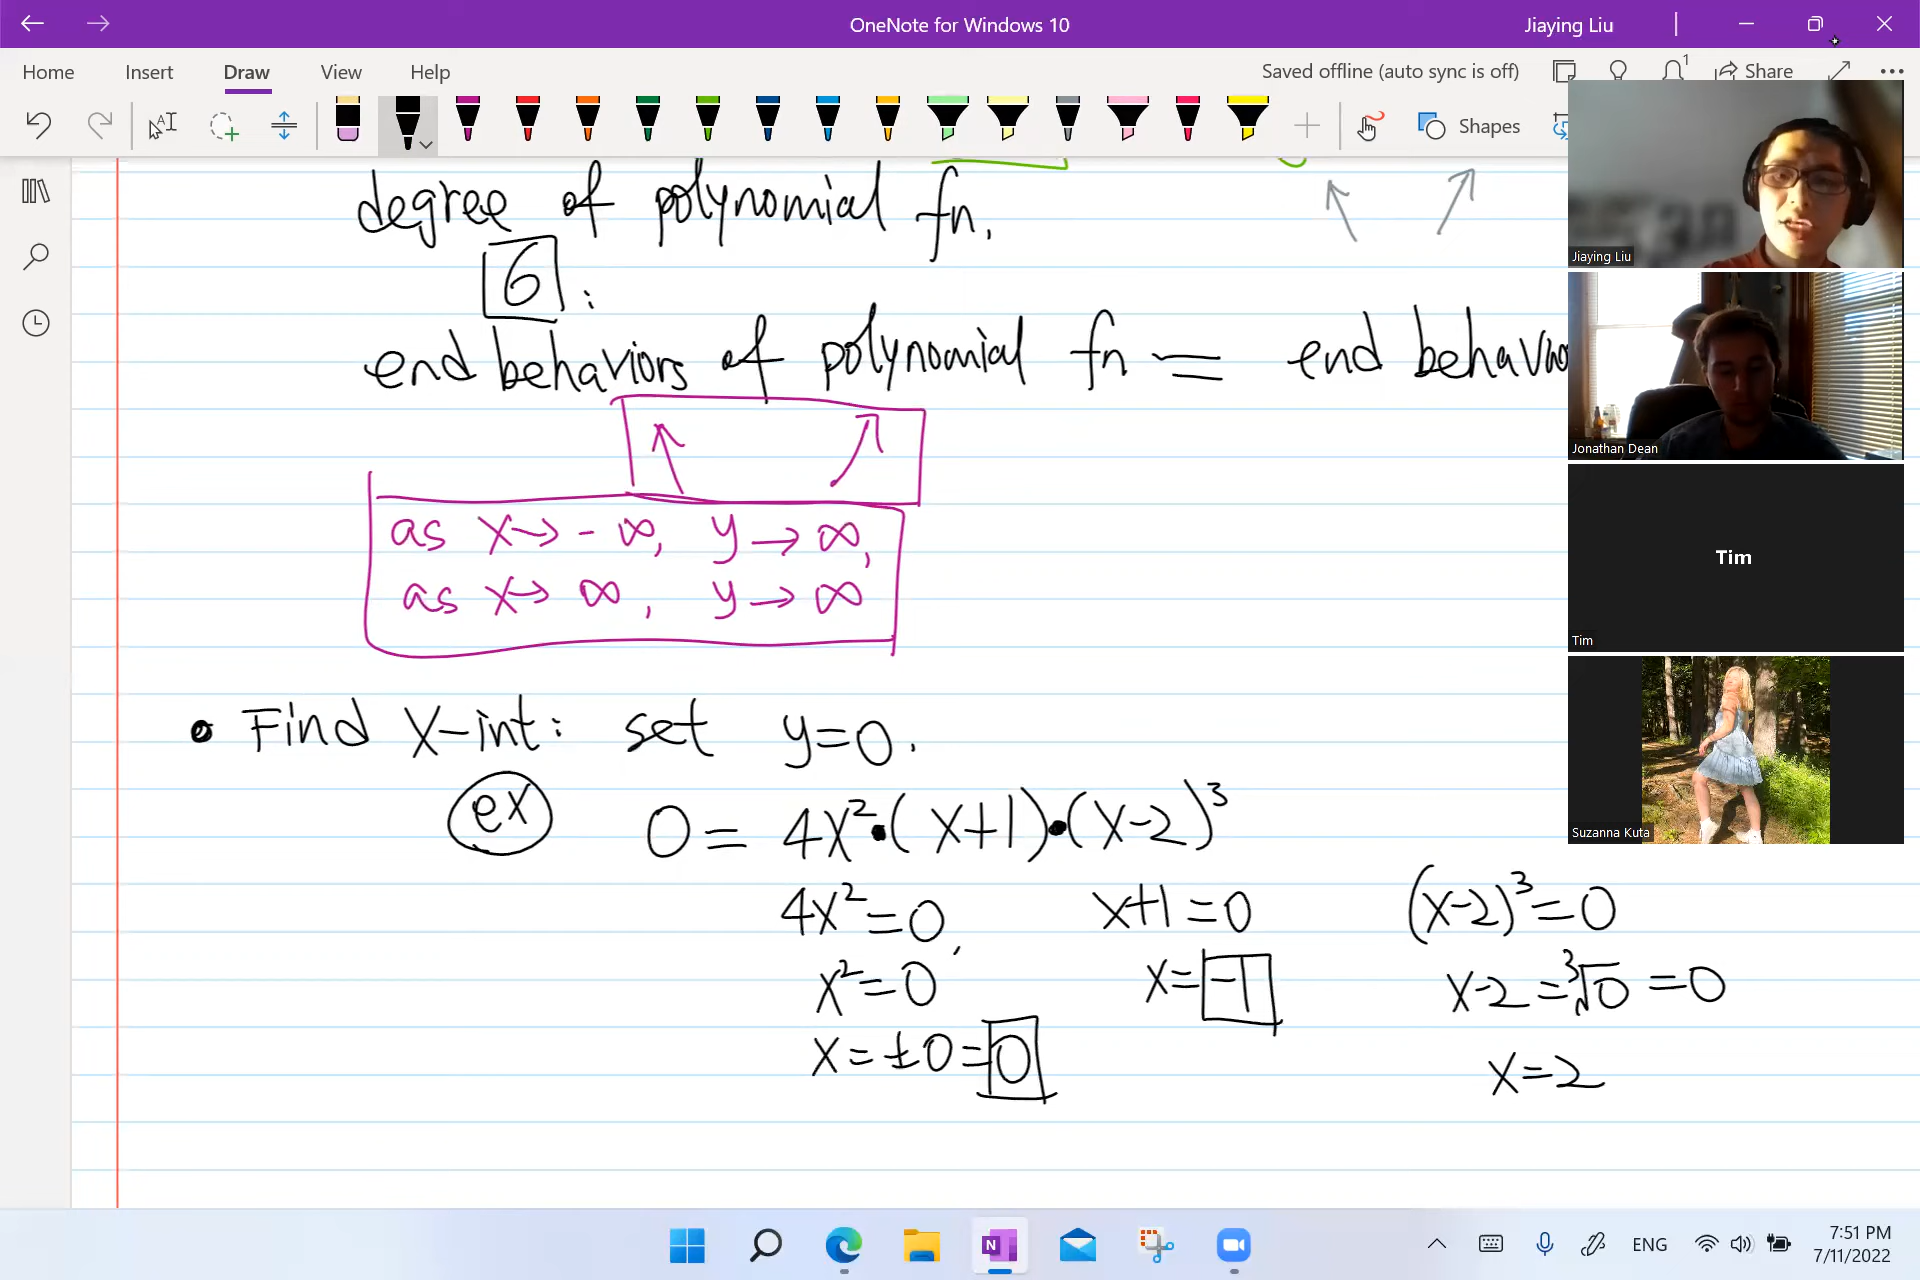 OneNote for Windows 10
Jiaying Liu
Home Insert Draw View Help
Saved offline (auto sync is off)
1
Share
Shapes
degree of polynomial fn.
6 :
end behaviors of polynomial fn = end behavio
as x→ -∞, y→∞,
as x→ ∞, y→∞
• Find X-int: set y=0.
ex 0= 4x²•(x+1)•(x-2)³
4x²=0, x+1=0 (x-2)³=0
x²=0 x=-1 x-2=³√0=0
x=±0=0 x=2
Jiaying Liu
Jonathan Dean
Tim
Tim
Suzanna Kuta
N
ENG
7:51 PM
7/11/2022